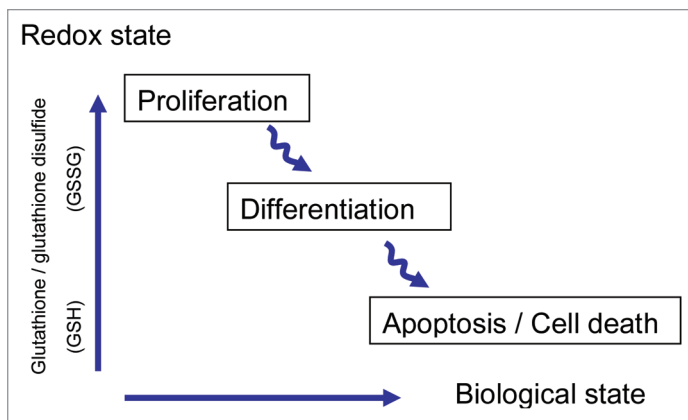 Redox state
Proliferation
Differentiation
Apoptosis / Cell death
Glutathione / glutathione disulfide
(GSH) (GSSG)
Biological state